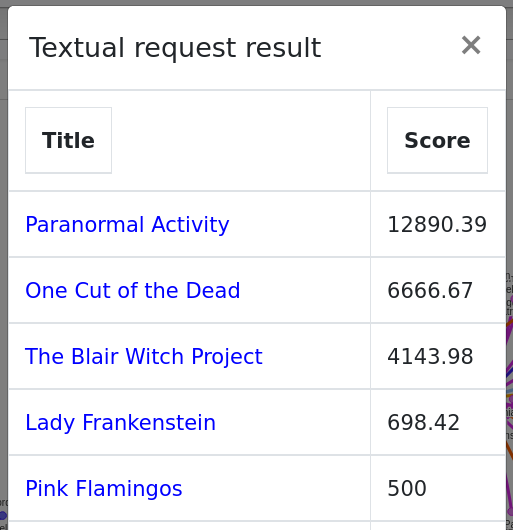 Textual request result ×
Title Score
Paranormal Activity 12890.39
One Cut of the Dead 6666.67
The Blair Witch Project 4143.98
Lady Frankenstein 698.42
Pink Flamingos 500